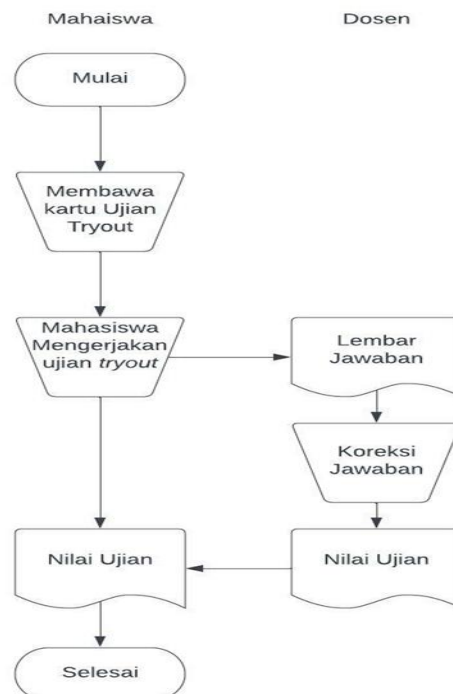 Mahaiswa
Dosen
Mulai
Membawa
kartu Ujian
Tryout
Mahasiswa
Mengerjakan
ujian tryout
Lembar
Jawaban
Koreksi
Jawaban
Nilai Ujian
Nilai Ujian
Selesai